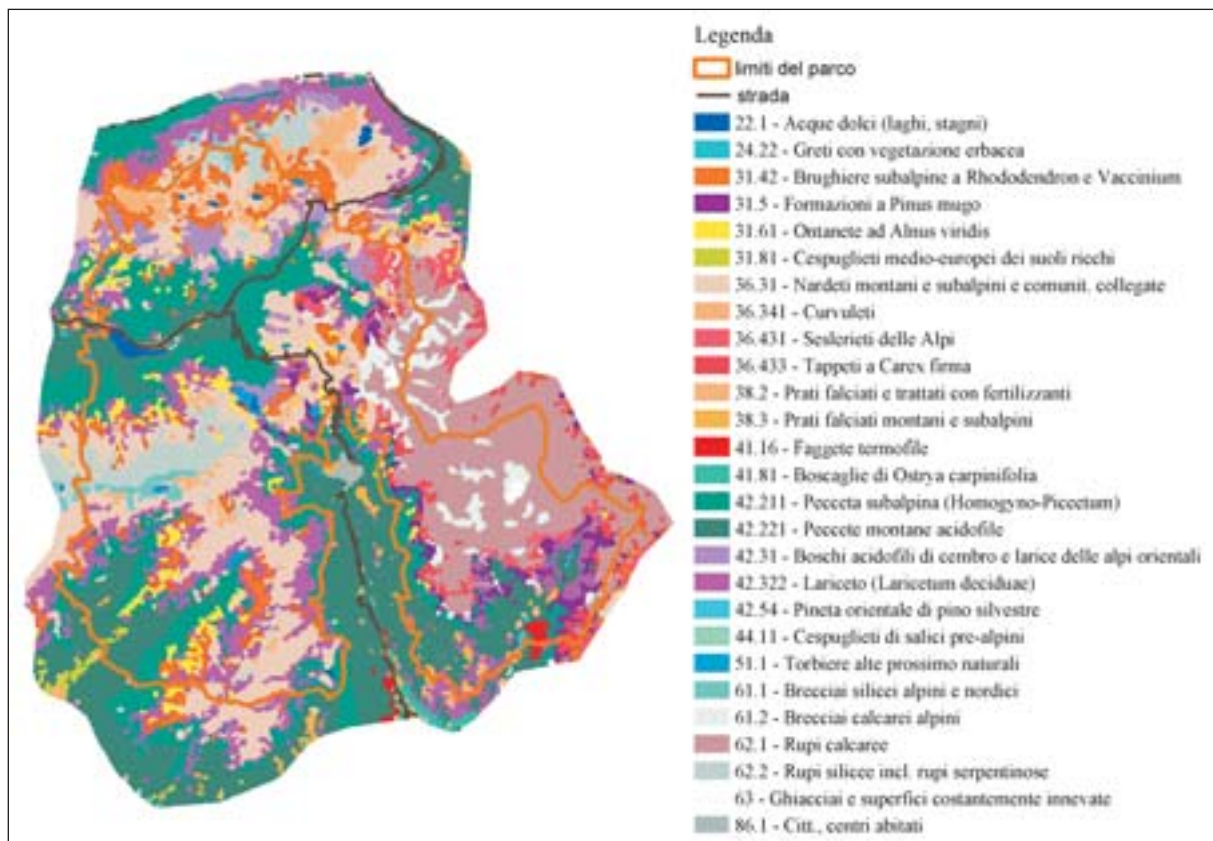 Legenda
limiti del parco
strada
22.1 - Acque dolci (laghi, stagni)
24.22 - Greti con vegetazione erbacea
31.42 - Brughiere subalpine a Rhododendron e Vaccinium
31.5 - Formazioni a Pinus mugo
31.61 - Ontanete ad Alnus viridis
31.81 - Cespuglieti medio-europei dei suoli ricchi
36.31 - Nardeti montani e subalpini e comunit. collegate
36.341 - Curvuleti
36.431 - Seslerieti delle Alpi
36.433 - Tappeti a Carex firma
38.2 - Prati falciati e trattati con fertilizzanti
38.3 - Prati falciati montani e subalpini
41.16 - Faggete termofile
41.81 - Boscaglie di Ostrya carpinifolia
42.211 - Pecceta subalpina (Homogyno-Piceetum)
42.221 - Peccete montane acidofile
42.31 - Boschi acidofili di cembro e larice delle alpi orientali
42.322 - Lariceto (Laricetum deciduae)
42.54 - Pineta orientale di pino silvestre
44.11 - Cespuglieti di salici pre-alpini
51.1 - Torbiere alte prossimo naturali
61.1 - Brecciai silicei alpini e nordici
61.2 - Brecciai calcarei alpini
62.1 - Rupi calcaree
62.2 - Rupi silicee incl. rupi serpentinose
63 - Ghiacciai e superfici costantemente innevate
86.1 - Citt., centri abitati